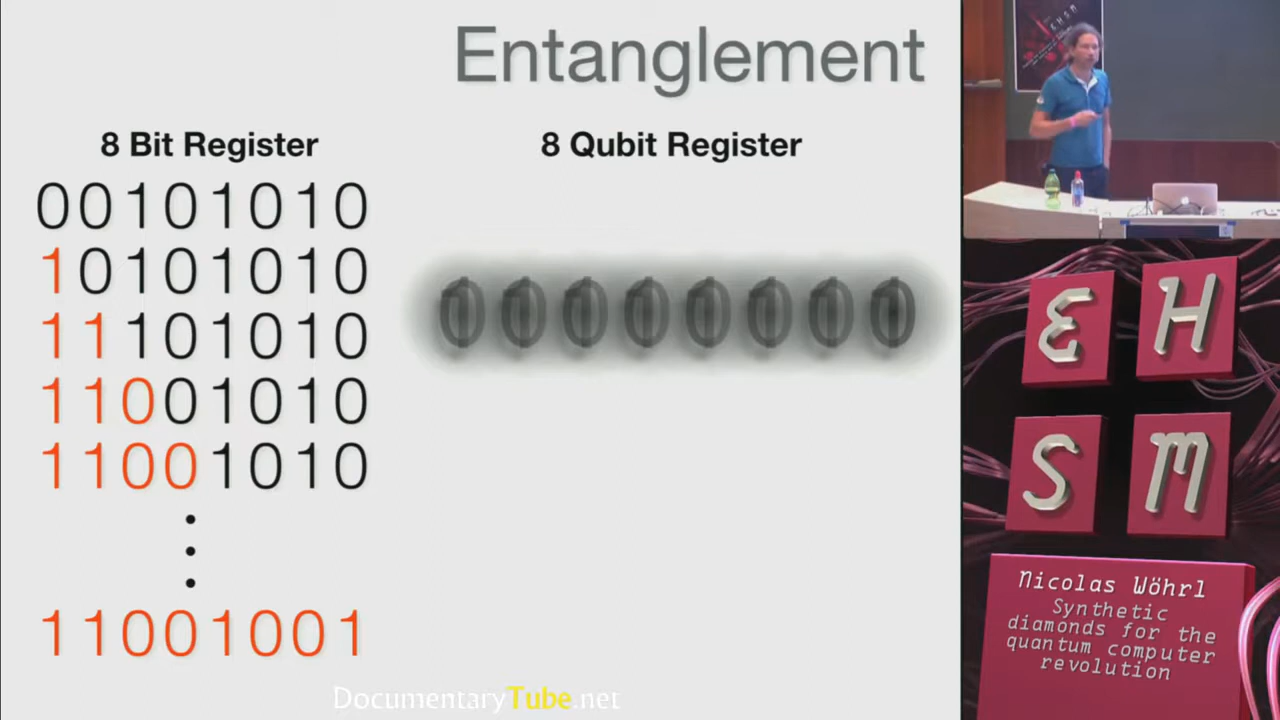 Entanglement
8 Bit Register
8 Qubit Register
00101010
10101010
11101010
11001010
11001010
11001001
EHSM
DocumentaryTube.net
E H
S M
Nicolas Wöhrl
Synthetic
diamonds for the
quantum computer
revolution